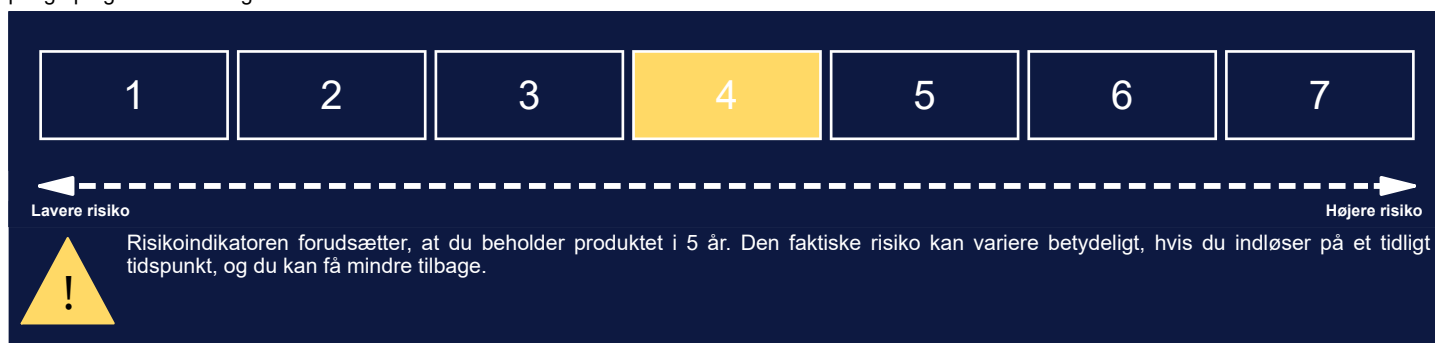 1 2 3 4 5 6 7
Lavere risiko Højere risiko
Risikoindikatoren forudsætter, at du beholder produktet i 5 år. Den faktiske risiko kan variere betydeligt, hvis du indløser på et tidligt
tidspunkt, og du kan få mindre tilbage.
!